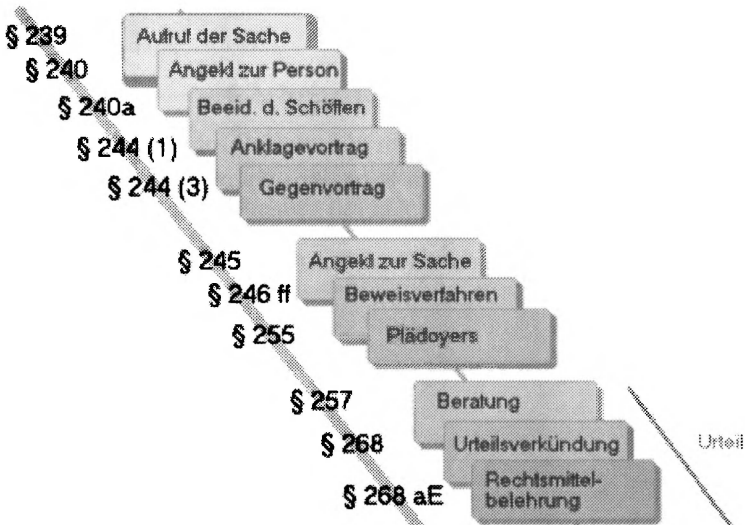 § 239 Aufruf der Sache
§ 240 Angekl zur Person
§ 240a Beeid. d. Schöffen
§ 244 (1) Anklagevortrag
§ 244 (3) Gegenvortrag
§ 245 Angekl zur Sache
§ 246 ff Beweisverfahren
§ 255 Plädoyers
§ 257 Beratung
§ 268 Urteilsverkündung Urteil
§ 268 aE Rechtsmittel-
belehrung